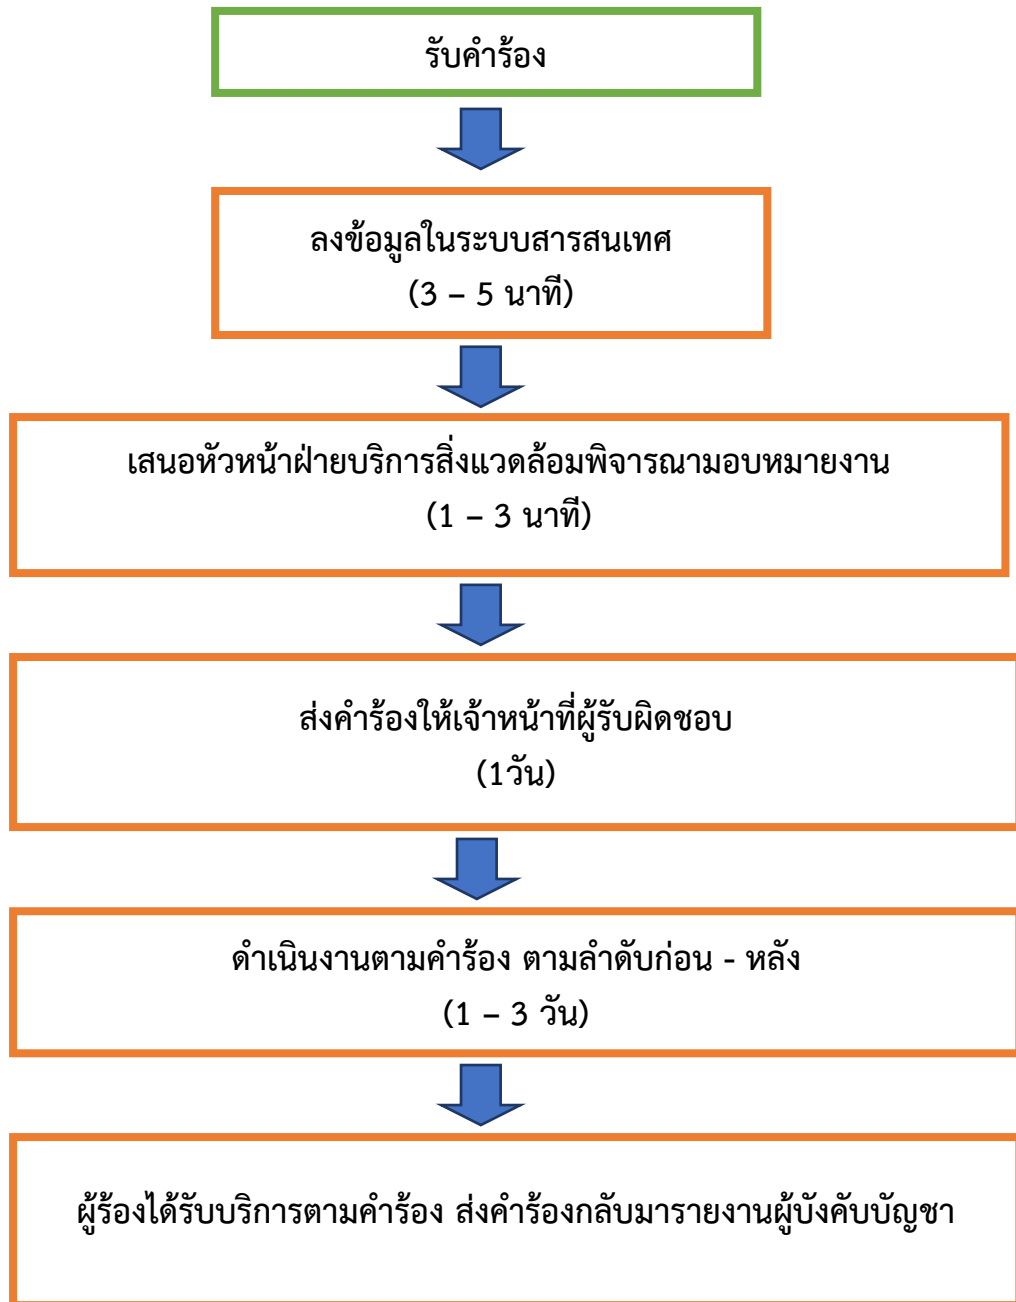 รับคำร้อง
ลงข้อมูลในระบบสารสนเทศ
(3 – 5 นาที)
เสนอหัวหน้าฝ่ายบริการสิ่งแวดล้อมพิจารณามอบหมายงาน
(1 – 3 นาที)
ส่งคำร้องให้เจ้าหน้าที่ผู้รับผิดชอบ
(1วัน)
ดำเนินงานตามคำร้อง ตามลำดับก่อน - หลัง
(1 – 3 วัน)
ผู้ร้องได้รับบริการตามคำร้อง ส่งคำร้องกลับมารายงานผู้บังคับบัญชา